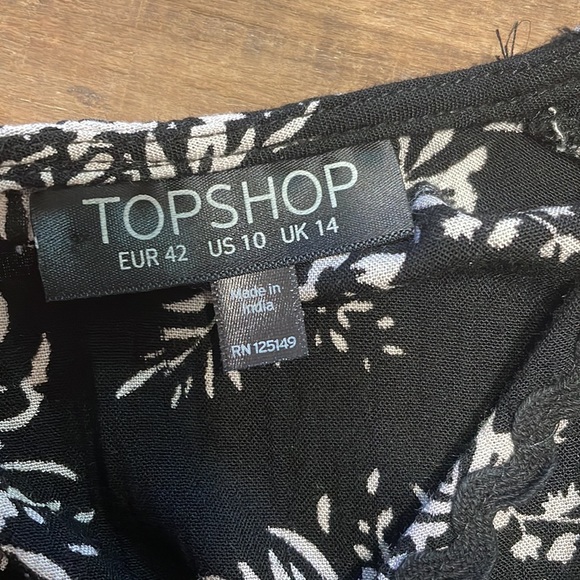 TOPSHOP
EUR 42 US 10 UK 14
Made in
India
RN 125149